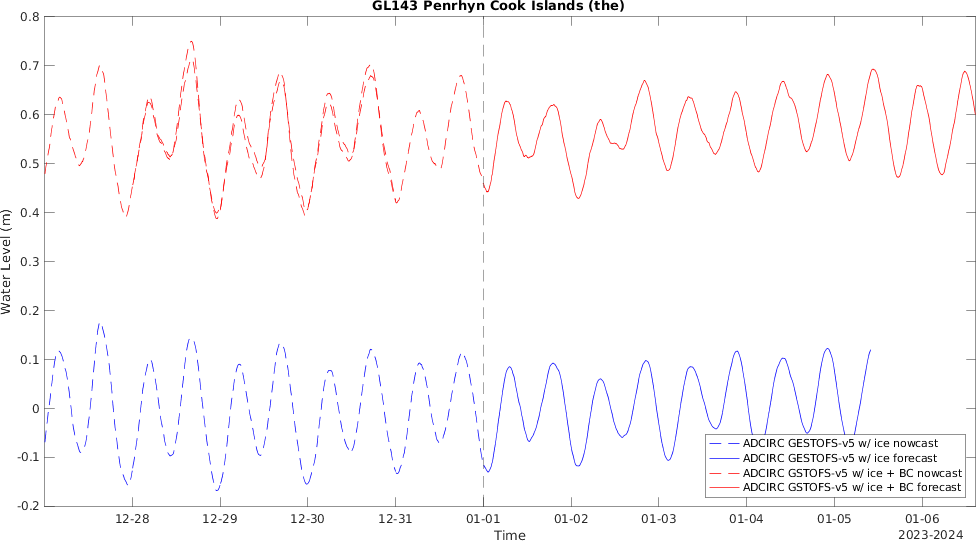 GL143 Penrhyn Cook Islands (the)
0.8
0.7
0.6
0.5
0.4
0.3
0.2
0.1
0
-0.1
-0.2
Water Level (m)
ADCIRC GESTOFS-v5 w/ ice nowcast
ADCIRC GESTOFS-v5 w/ ice forecast
ADCIRC GSTOFS-v5 w/ ice + BC nowcast
ADCIRC GSTOFS-v5 w/ ice + BC forecast
12-28 12-29 12-30 12-31 01-01 01-02 01-03 01-04 01-05 01-06
Time
2023-2024